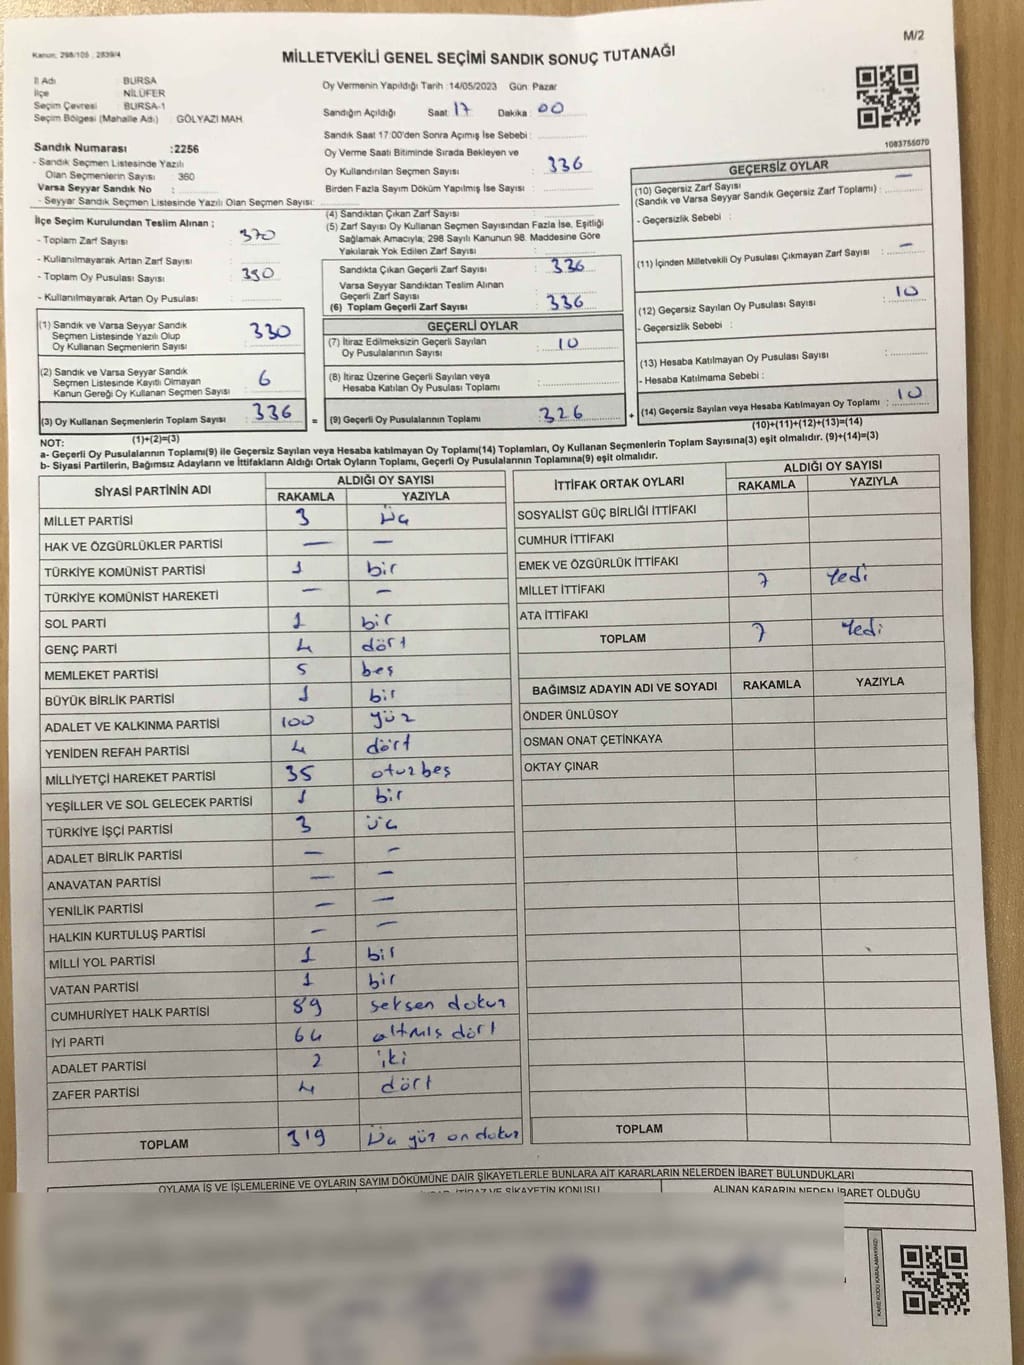 M/2
Kanun: 298/105 , 2839/4
MİLLETVEKİLİ GENEL SEÇİMİ SANDIK SONUÇ TUTANAĞI
İl Adı BURSA
İlçe NİLÜFER
Seçim Çevresi : BURSA-1
Seçim Bölgesi (Mahalle Adı) : GÖLYAZI MAH
Sandık Numarası :2256
- Sandık Seçmen Listesinde Yazılı
Olan Seçmenlerin Sayısı : 360
Varsa Seyyar Sandık No :
- Seyyar Sandık Seçmen Listesinde Yazılı Olan Seçmen Sayısı:
Oy Vermenin Yapıldığı Tarih :14/05/2023 Gün: Pazar
Sandığın Açıldığı Saat: 17 Dakika : 00
Sandık Saat 17:00'den Sonra Açımış İse Sebebi :
Oy Verme Saati Bitiminde Sırada Bekleyen ve
Oy Kullandırılan Seçmen Sayısı : 336
Birden Fazla Sayım Döküm Yapılmış İse Sayısı :
1083755070
İlçe Seçim Kurulundan Teslim Alınan ;
- Toplam Zarf Sayısı : 370
- Kullanılmayarak Artan Zarf Sayısı :
- Toplam Oy Pusulası Sayısı : 390
- Kullanılmayarak Artan Oy Pusulası :
(1) Sandık ve Varsa Seyyar Sandık
Seçmen Listesinde Yazılı Olup
Oy Kullanan Seçmenlerin Sayısı : 330
(2) Sandık ve Varsa Seyyar Sandık
Seçmen Listesinde Kayıtlı Olmayan
Kanun Gereği Oy Kullanan Seçmen Sayısı : 6
(3) Oy Kullanan Seçmenlerin Toplam Sayısı : 336 =
(1)+(2)=(3)
(4) Sandıktan Çıkan Zarf Sayısı :
(5) Zarf Sayısı Oy Kullanan Seçmen Sayısından Fazla İse, Eşitliği
Sağlamak Amacıyla; 298 Sayılı Kanunun 98. Maddesine Göre
Yakılarak Yok Edilen Zarf Sayısı :
Sandıkta Çıkan Geçerli Zarf Sayısı : 336
Varsa Seyyar Sandıktan Teslim Alınan
Geçerli Zarf Sayısı :
(6) Toplam Geçerli Zarf Sayısı : 336
GEÇERLİ OYLAR
(7) İtiraz Edilmeksizin Geçerli Sayılan
Oy Pusulalarının Sayısı : 10
(8) İtiraz Üzerine Geçerli Sayılan veya
Hesaba Katılan Oy Pusulası Toplamı :
(9) Geçerli Oy Pusulalarının Toplamı : 326 +
GEÇERSİZ OYLAR
(10) Geçersiz Zarf Sayısı
(Sandık ve Varsa Seyyar Sandık Geçersiz Zarf Toplamı) : —
- Geçersizlik Sebebi :
(11) İçinden Milletvekili Oy Pusulası Çıkmayan Zarf Sayısı : —
(12) Geçersiz Sayılan Oy Pusulası Sayısı : 10
- Geçersizlik Sebebi :
(13) Hesaba Katılmayan Oy Pusulası Sayısı :
- Hesaba Katılmama Sebebi :
(14) Geçersiz Sayılan veya Hesaba Katılmayan Oy Toplamı : 10
(10)+(11)+(12)+(13)=(14)
NOT:
a- Geçerli Oy Pusulalarının Toplamı(9) ile Geçersiz Sayılan veya Hesaba katılmayan Oy Toplamı(14) Toplamları, Oy Kullanan Seçmenlerin Toplam Sayısına(3) eşit olmalıdır. (9)+(14)=(3)
b- Siyasi Partilerin, Bağımsız Adayların ve İttifakların Aldığı Ortak Oyların Toplamı, Geçerli Oy Pusulalarının Toplamına(9) eşit olmalıdır.
SİYASİ PARTİNİN ADI ALDIĞI OY SAYISI
RAKAMLA YAZIYLA
MİLLET PARTİSİ 3 Üç
HAK VE ÖZGÜRLÜKLER PARTİSİ — —
TÜRKİYE KOMÜNİST PARTİSİ 1 bir
TÜRKİYE KOMÜNİST HAREKETİ — —
SOL PARTİ 1 bir
GENÇ PARTİ 4 dört
MEMLEKET PARTİSİ 5 beş
BÜYÜK BİRLİK PARTİSİ 1 bir
ADALET VE KALKINMA PARTİSİ 100 yüz
YENİDEN REFAH PARTİSİ 4 dört
MİLLİYETÇİ HAREKET PARTİSİ 35 otuzbeş
YEŞİLLER VE SOL GELECEK PARTİSİ 1 bir
TÜRKİYE İŞÇİ PARTİSİ 3 üç
ADALET BİRLİK PARTİSİ — —
ANAVATAN PARTİSİ — —
YENİLİK PARTİSİ — —
HALKIN KURTULUŞ PARTİSİ — —
MİLLİ YOL PARTİSİ 1 bir
VATAN PARTİSİ 1 bir
CUMHURİYET HALK PARTİSİ 89 seksen dokuz
İYİ PARTİ 64 altmış dört
ADALET PARTİSİ 2 iki
ZAFER PARTİSİ 4 dört
TOPLAM 319 Üç yüz on dokuz
İTTİFAK ORTAK OYLARI ALDIĞI OY SAYISI
RAKAMLA YAZIYLA
SOSYALİST GÜÇ BİRLİĞİ İTTİFAKI
CUMHUR İTTİFAKI
EMEK VE ÖZGÜRLÜK İTTİFAKI
MİLLET İTTİFAKI 7 Yedi
ATA İTTİFAKI
TOPLAM 7 Yedi
BAĞIMSIZ ADAYIN ADI VE SOYADI RAKAMLA YAZIYLA
ÖNDER ÜNLÜSOY
OSMAN ONAT ÇETİNKAYA
OKTAY ÇINAR
TOPLAM
OYLAMA İŞ VE İŞLEMLERİNE VE OYLARIN SAYIM DÖKÜMÜNE DAİR ŞİKAYETLERLE BUNLARA AİT KARARLARIN NELERDEN İBARET BULUNDUKLARI
İTİRAZ VE ŞİKAYETİN KONUSU ALINAN KARARIN NEDEN İBARET OLDUĞU
KARE KODU KARALAMAYINIZ!